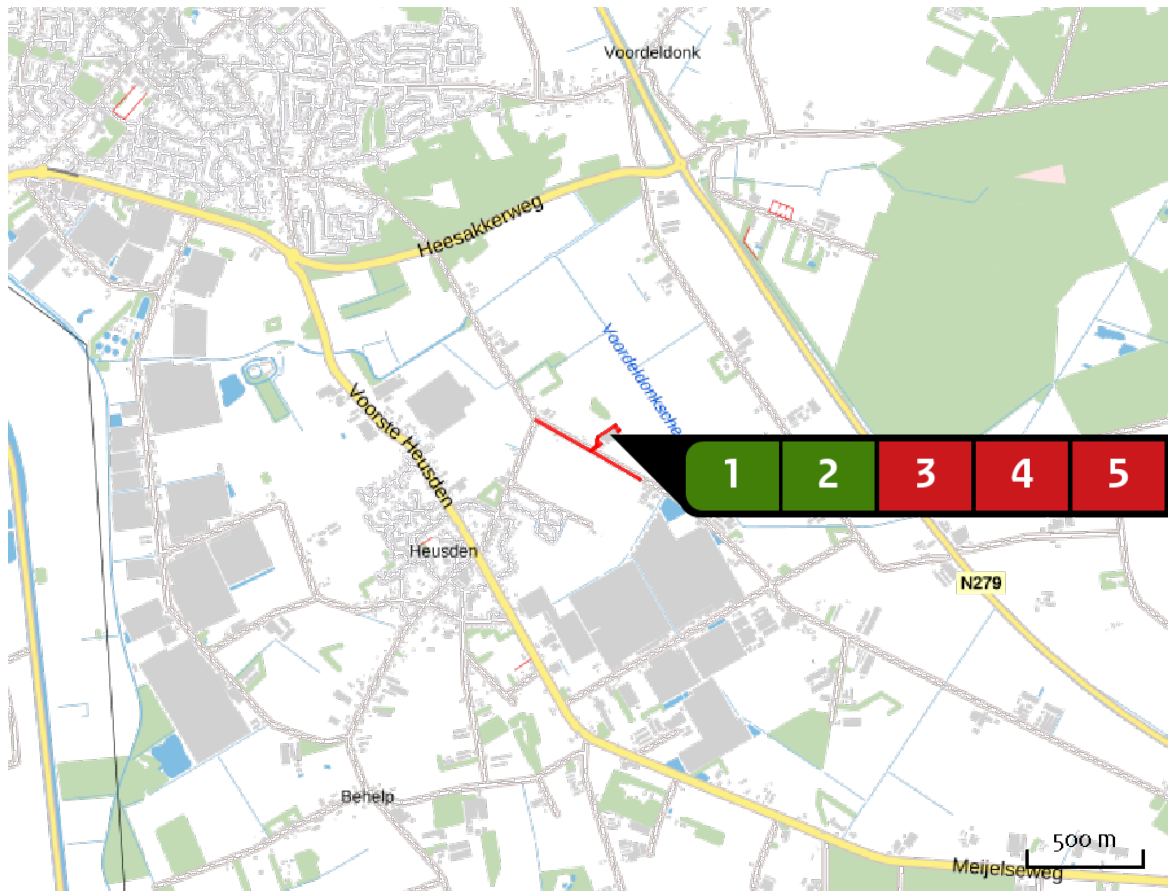 Voordeldonk
Heesakkerweg
Voordeldonksche
Voorste Heusden
1 2 3 4 5
Heusden
N279
Behelp
500 m
Meijelseweg